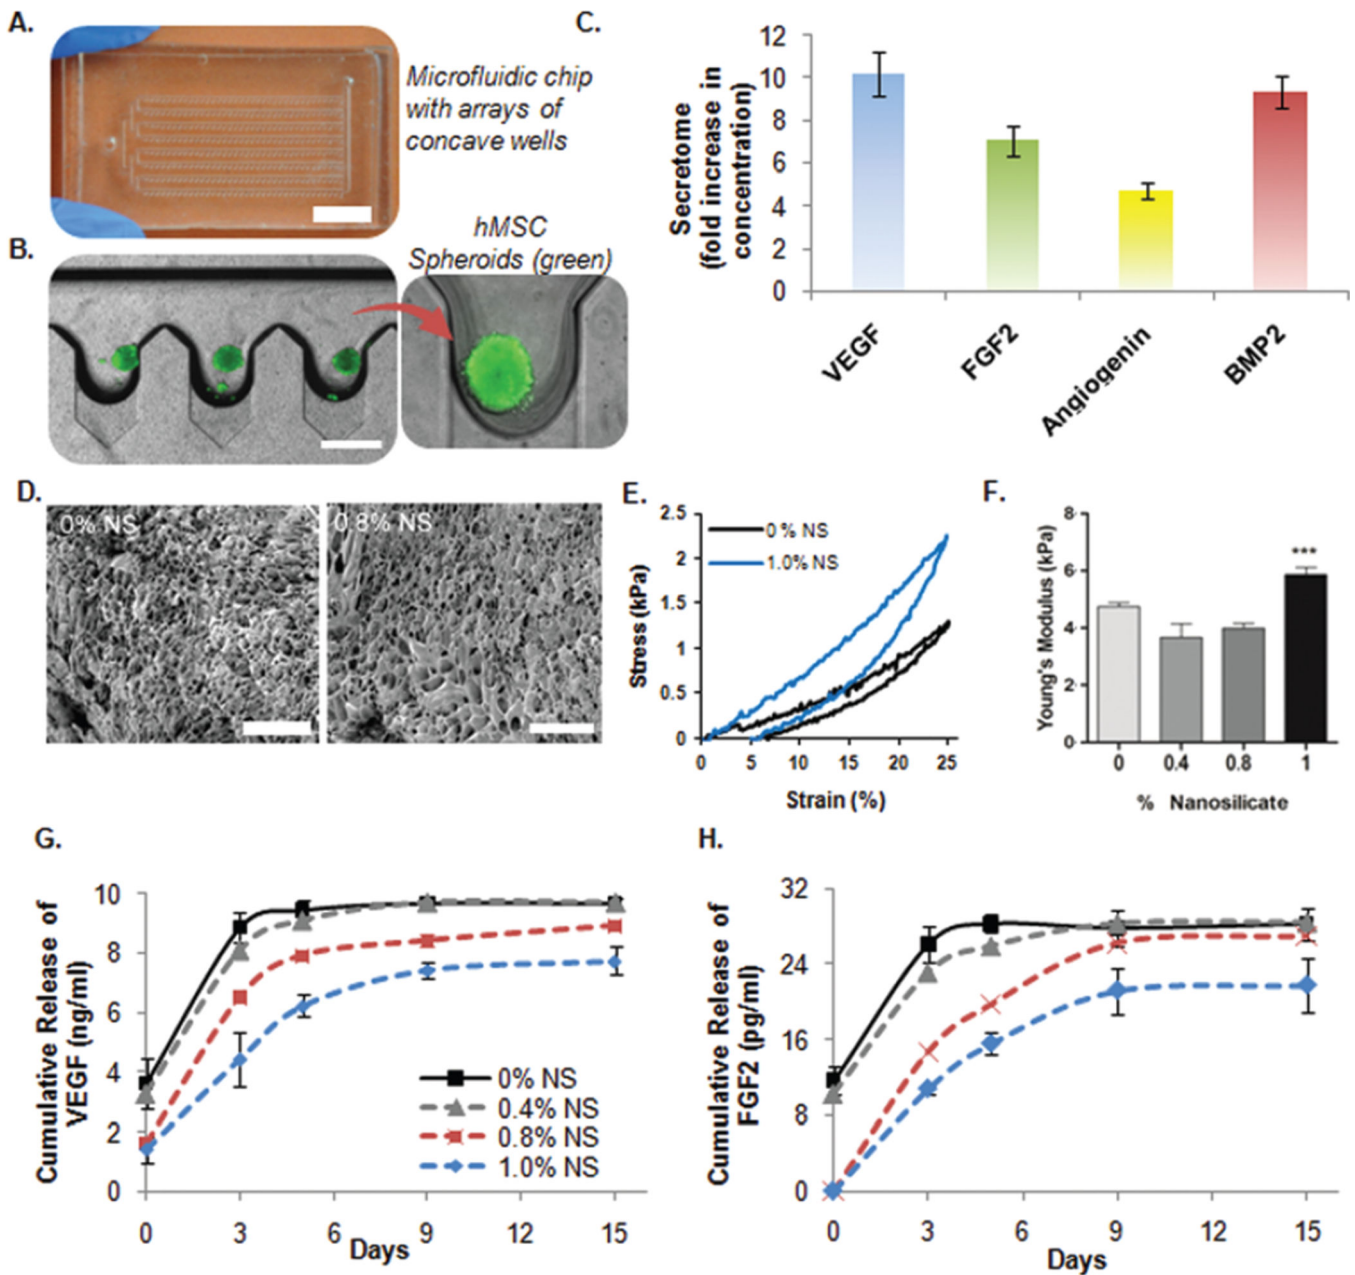 A.
Microfluidic chip
with arrays of
concave wells
B.
hMSC
Spheroids (green)
C.
Secretome
(fold increase in
concentration)
12
10
8
6
4
2
0
VEGF
FGF2
Angiogenin
BMP2
D.
0% NS
0.8% NS
E.
Stress (kPa)
2.5
2
1.5
1
0.5
0
0 % NS
1.0% NS
0 5 10 15 20 25
Strain (%)
F.
Young's Modulus (kPa)
8
6
4
2
0
***
0 0.4 0.8 1
% Nanosilicate
G.
Cumulative Release of
VEGF (ng/ml)
10
8
6
4
2
0
0% NS
0.4% NS
0.8% NS
1.0% NS
0 3 6 9 12 15
Days
H.
Cumulative Release of
FGF2 (pg/ml)
32
24
16
8
0
0 3 6 9 12 15
Days